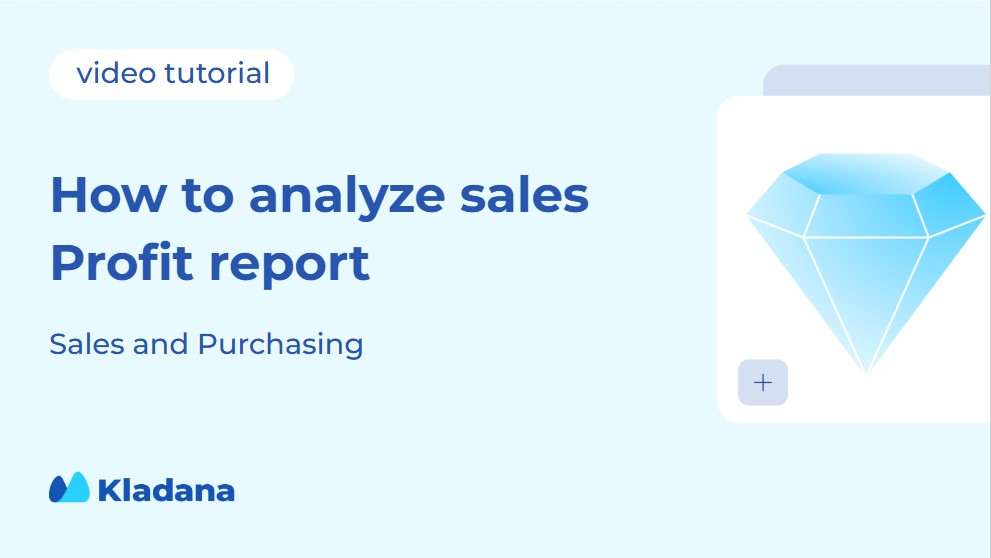 video tutorial
How to analyze sales
Profit report
Sales and Purchasing
Kladana